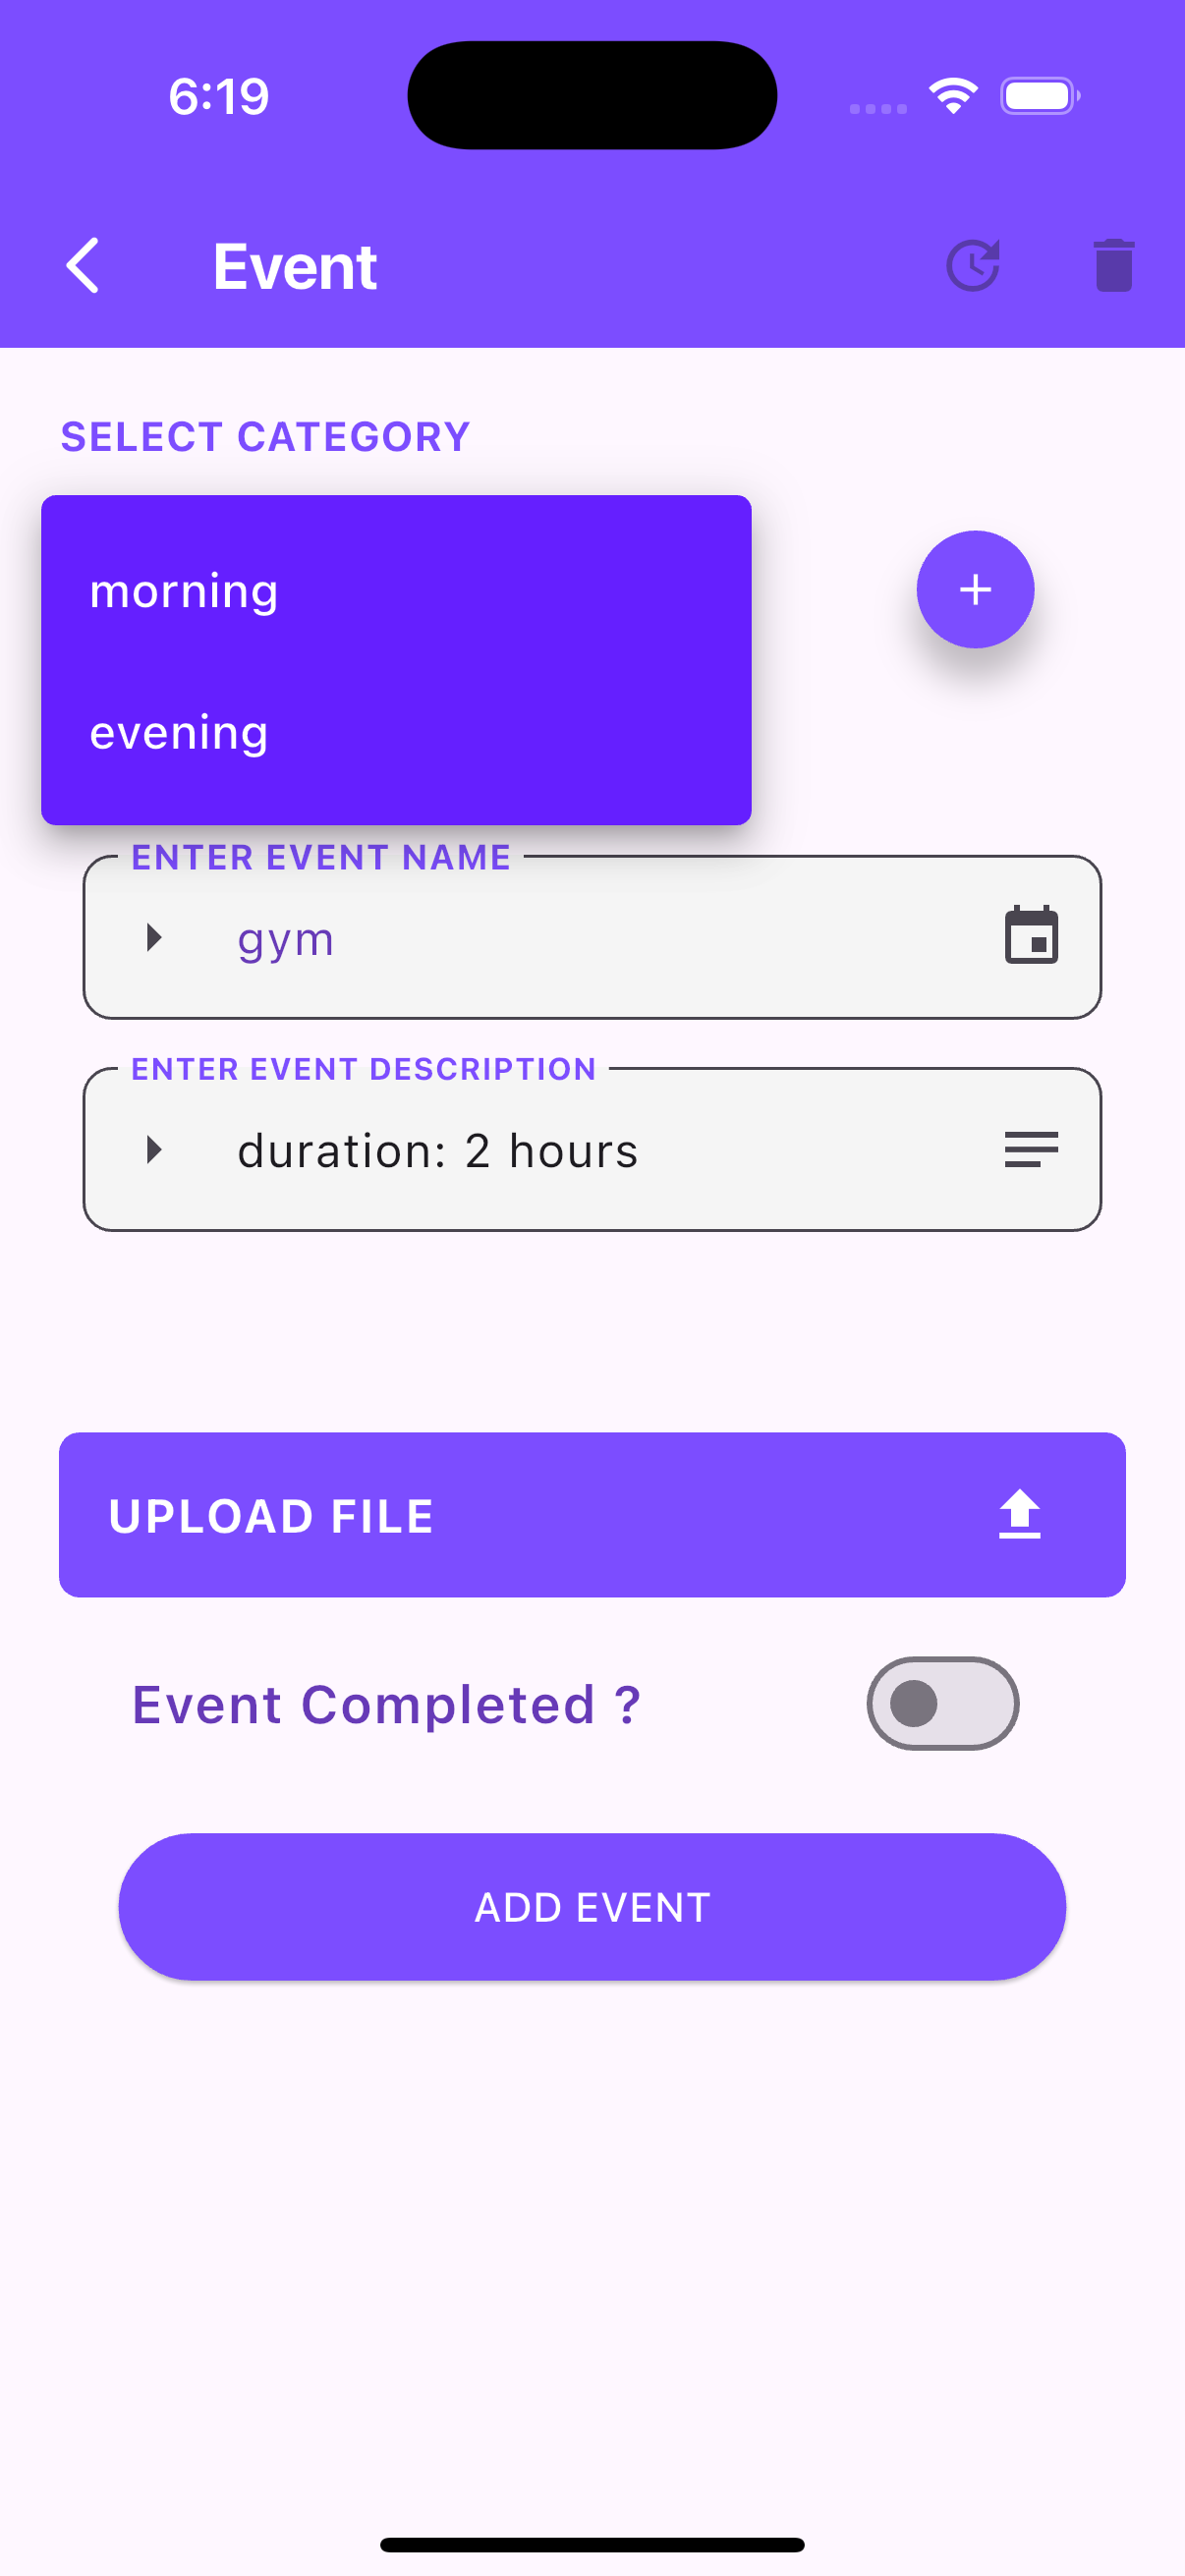 6:19
Event
SELECT CATEGORY
morning
evening
ENTER EVENT NAME
gym
ENTER EVENT DESCRIPTION
duration: 2 hours
UPLOAD FILE
Event Completed ?
ADD EVENT